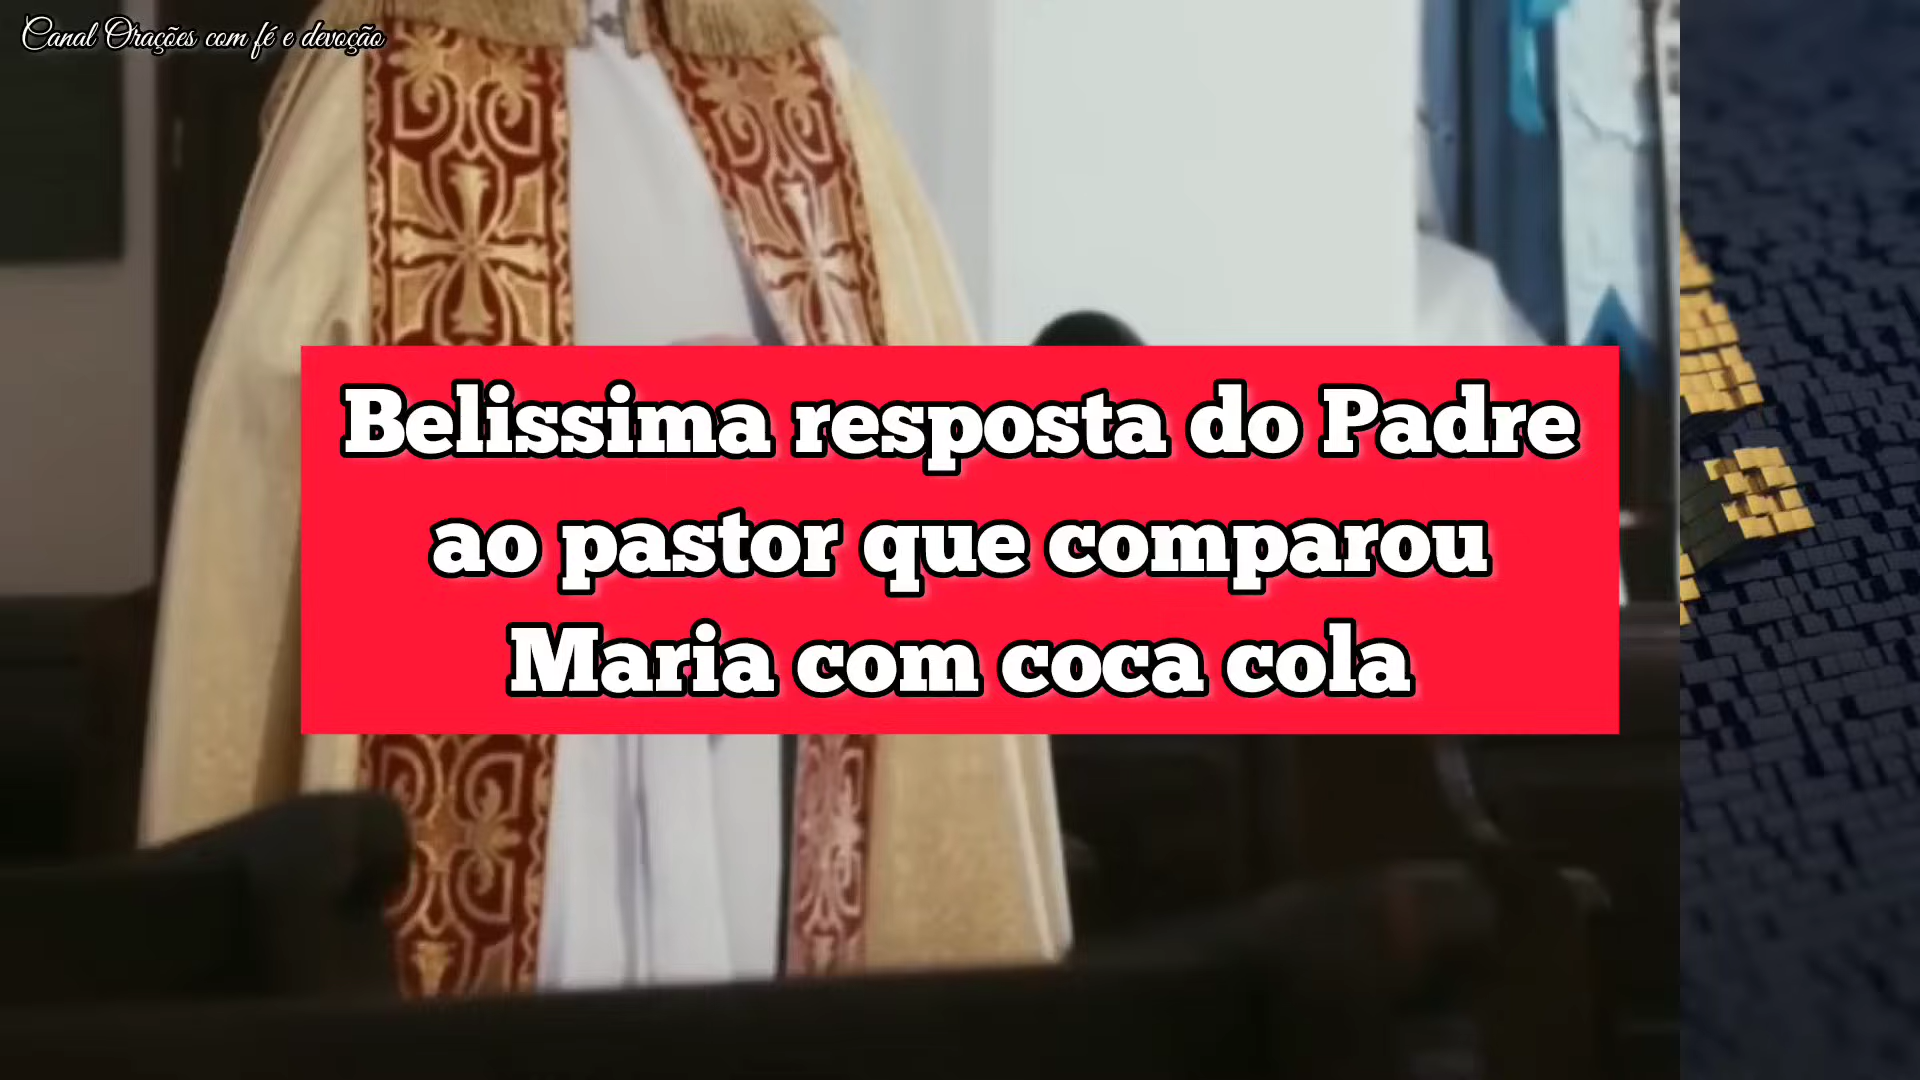 Canal Orações com fé e devoção
Belissima resposta do Padre
ao pastor que comparou
Maria com coca cola